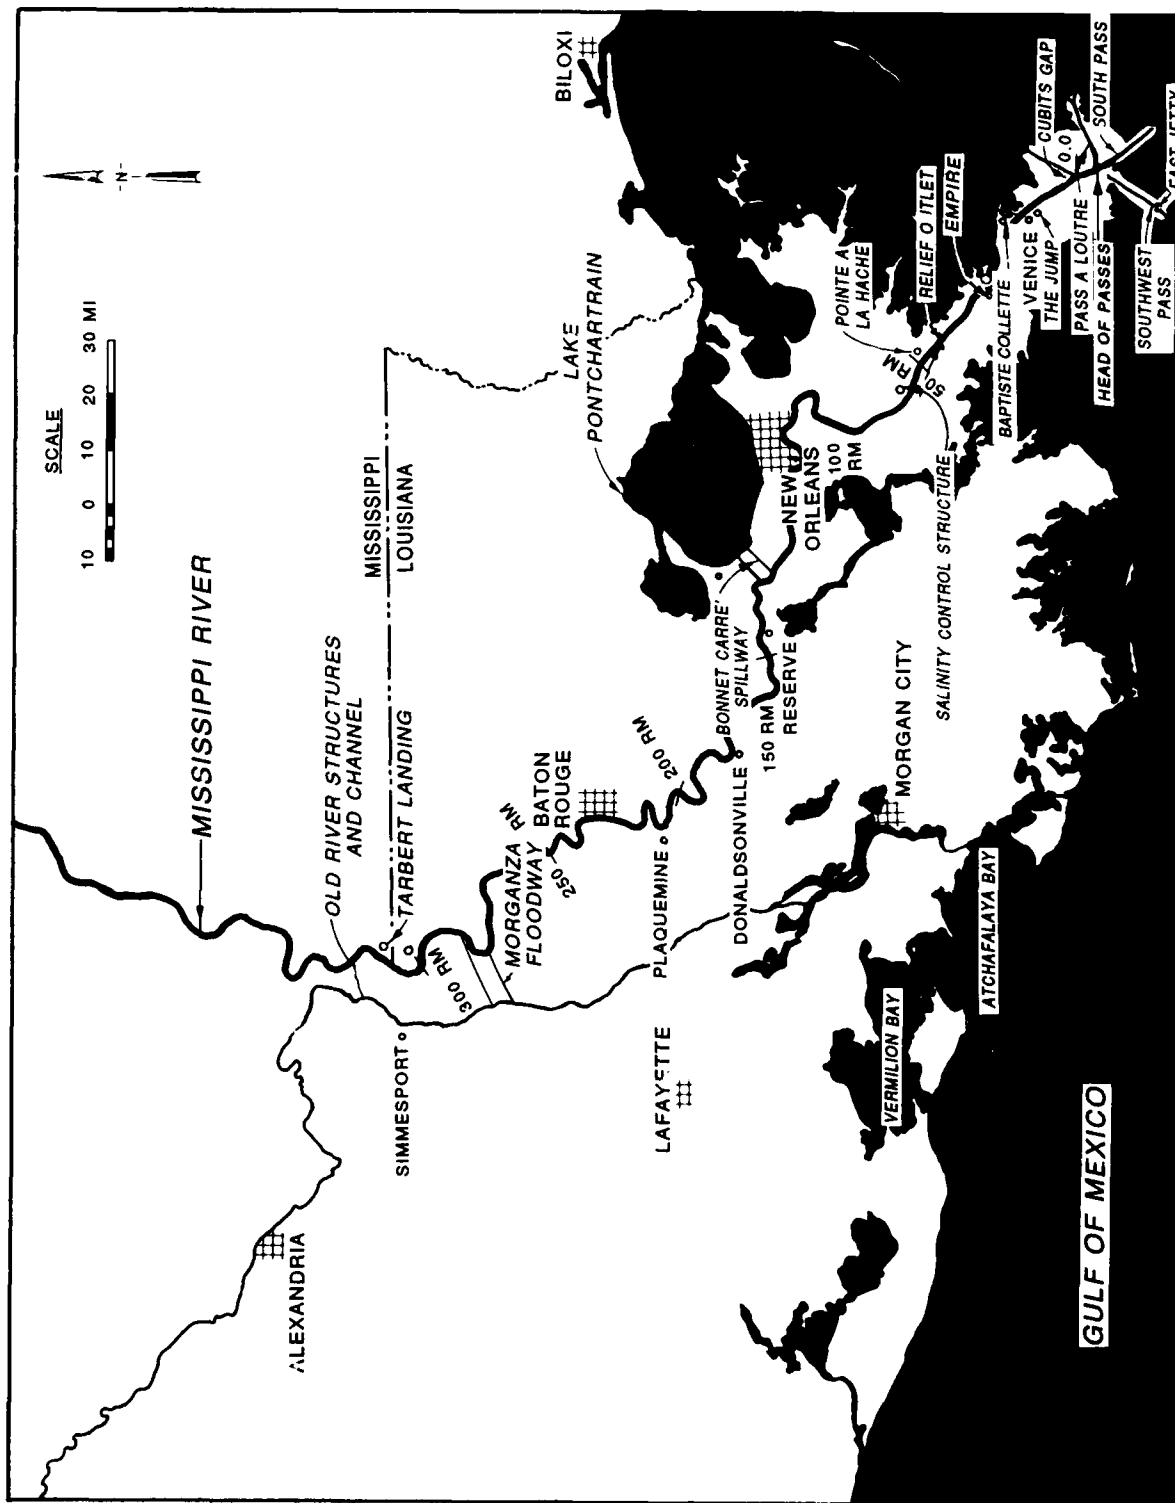 SCALE
10 0 10 20 30 MI
-N-
MISSISSIPPI RIVER
OLD RIVER STRUCTURES
AND CHANNEL
MISSISSIPPI
LOUISIANA
TARBERT LANDING
ALEXANDRIA
SIMMESPORT
300 RM
MORGANZA
FLOODWAY
250 RM
BATON
ROUGE
BILOXI
LAKE
PONTCHARTRAIN
LAFAYETTE
PLAQUEMINE
200 RM
DONALDSONVILLE
150 RM
RESERVE
BONNET CARRE'
SPILLWAY
NEW
ORLEANS
100
RM
POINTE A
LA HACHE
50 RM
RELIEF O ITLET
EMPIRE
SALINITY CONTROL STRUCTURE
MORGAN CITY
VERMILION BAY
ATCHAFALAYA BAY
BAPTISTE COLLETTE
VENICE
THE JUMP
CUBITS GAP
0.0
PASS A LOUTRE
HEAD OF PASSES
SOUTH PASS
SOUTHWEST
PASS
EAST JETTY
GULF OF MEXICO